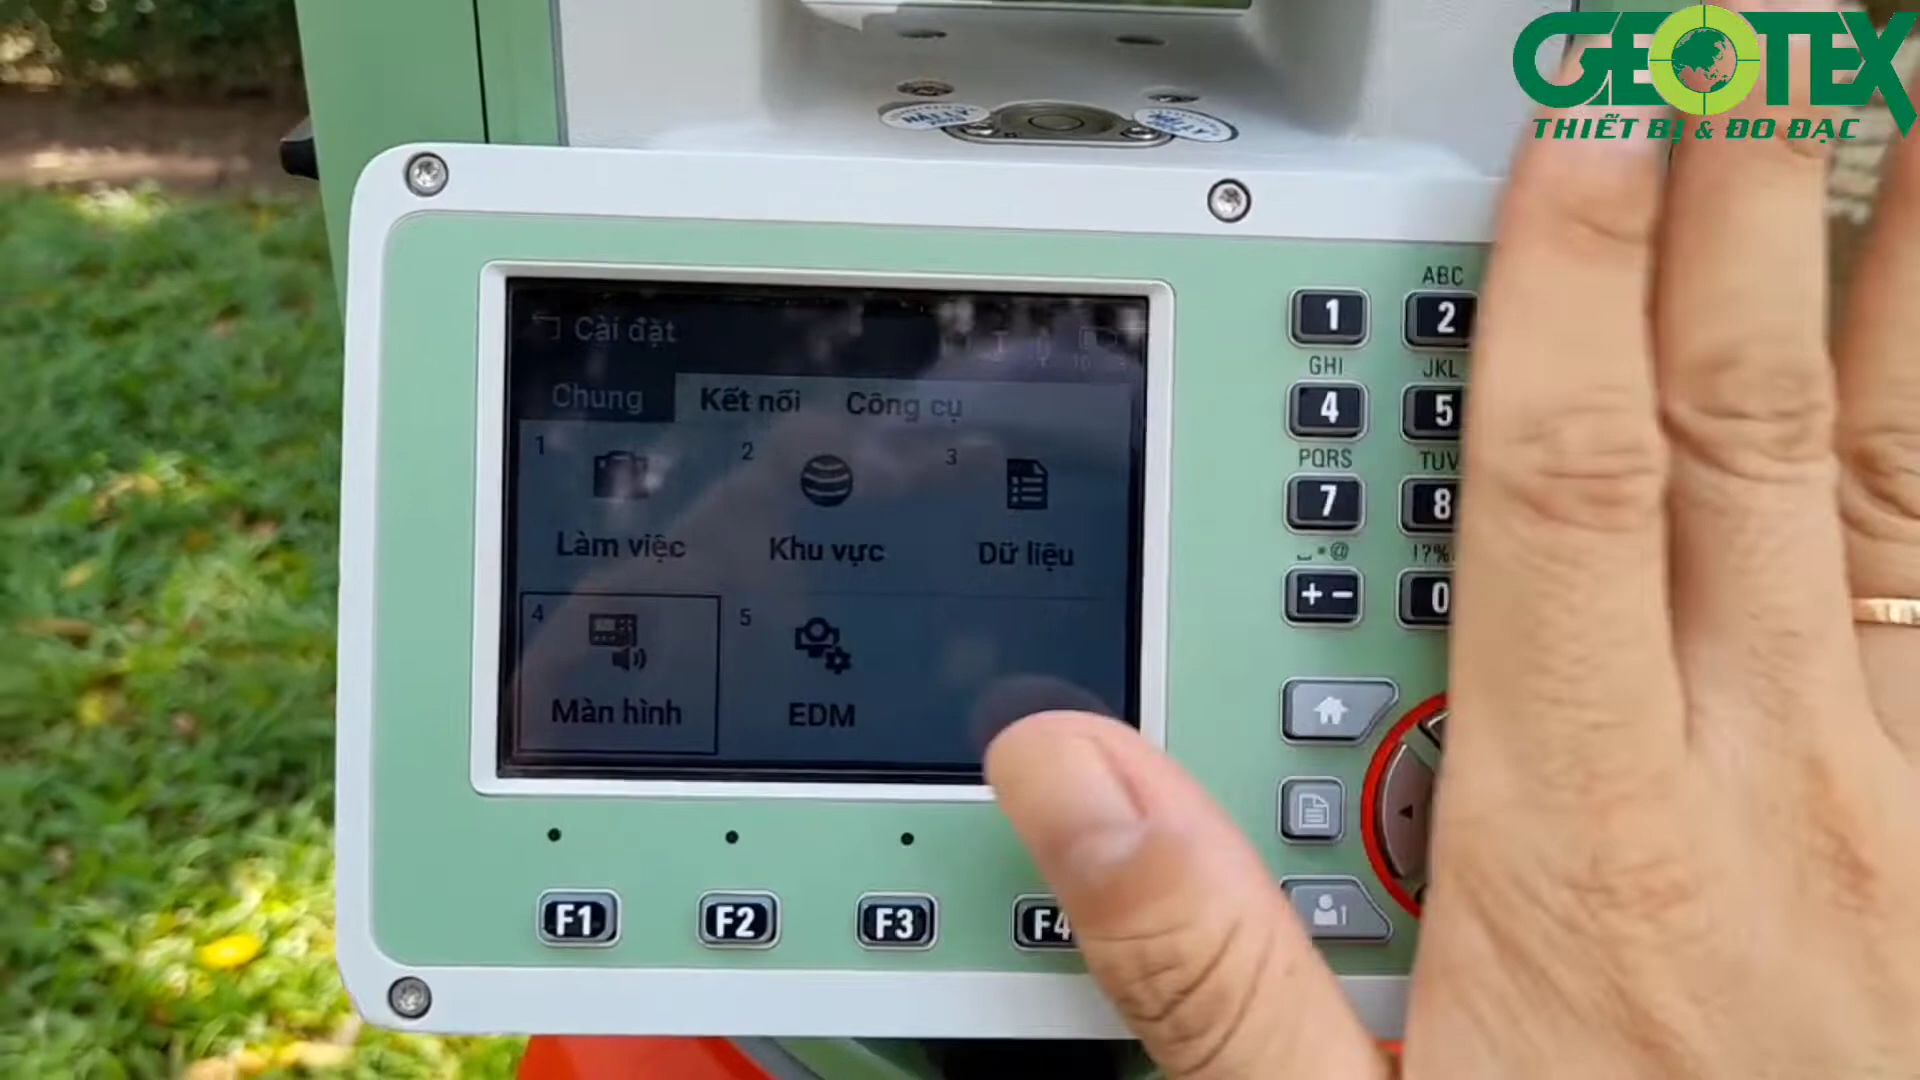 GEOTEX
THIẾT BỊ & ĐO ĐẠC
Cài đặt
Chung
Kết nối
Công cụ
1
2
3
Làm việc
Khu vực
Dữ liệu
4
5
Màn hình
EDM
ABC
1
2
GHI
JKL
4
5
PQRS
TUV
7
8
*@
!?%
+ -
0
1
F1
F2
F3
F4